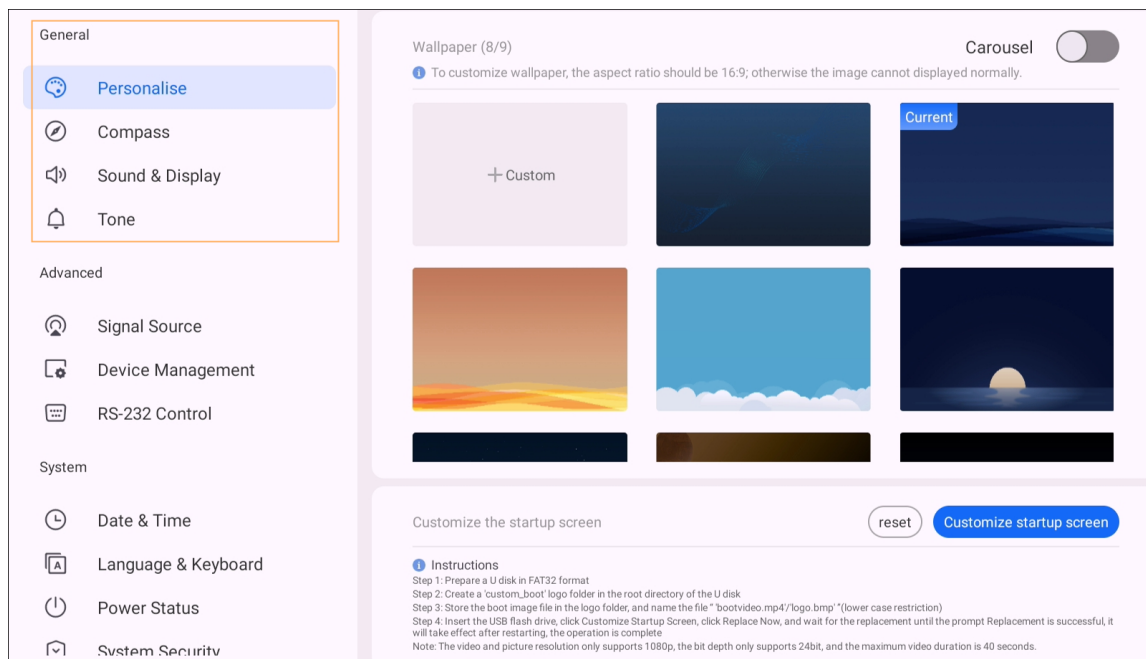 General
Personalise
Compass
Sound & Display
Tone
Advanced
Signal Source
Device Management
RS-232 Control
System
Date & Time
Language & Keyboard
Power Status
System Security
Wallpaper (8/9)
Carousel
To customize wallpaper, the aspect ratio should be 16:9; otherwise the image cannot displayed normally.
+ Custom
Current
Customize the startup screen
reset
Customize startup screen
Instructions
Step 1: Prepare a U disk in FAT32 format
Step 2: Create a 'custom_boot' logo folder in the root directory of the U disk
Step 3: Store the boot image file in the logo folder, and name the file " 'bootvideo.mp4'/'logo.bmp' "(lower case restriction)
Step 4: Insert the USB flash drive, click Customize Startup Screen, click Replace Now, and wait for the replacement until the prompt Replacement is successful, it
will take effect after restarting, the operation is complete
Note: The video and picture resolution only supports 1080p, the bit depth only supports 24bit, and the maximum video duration is 40 seconds.